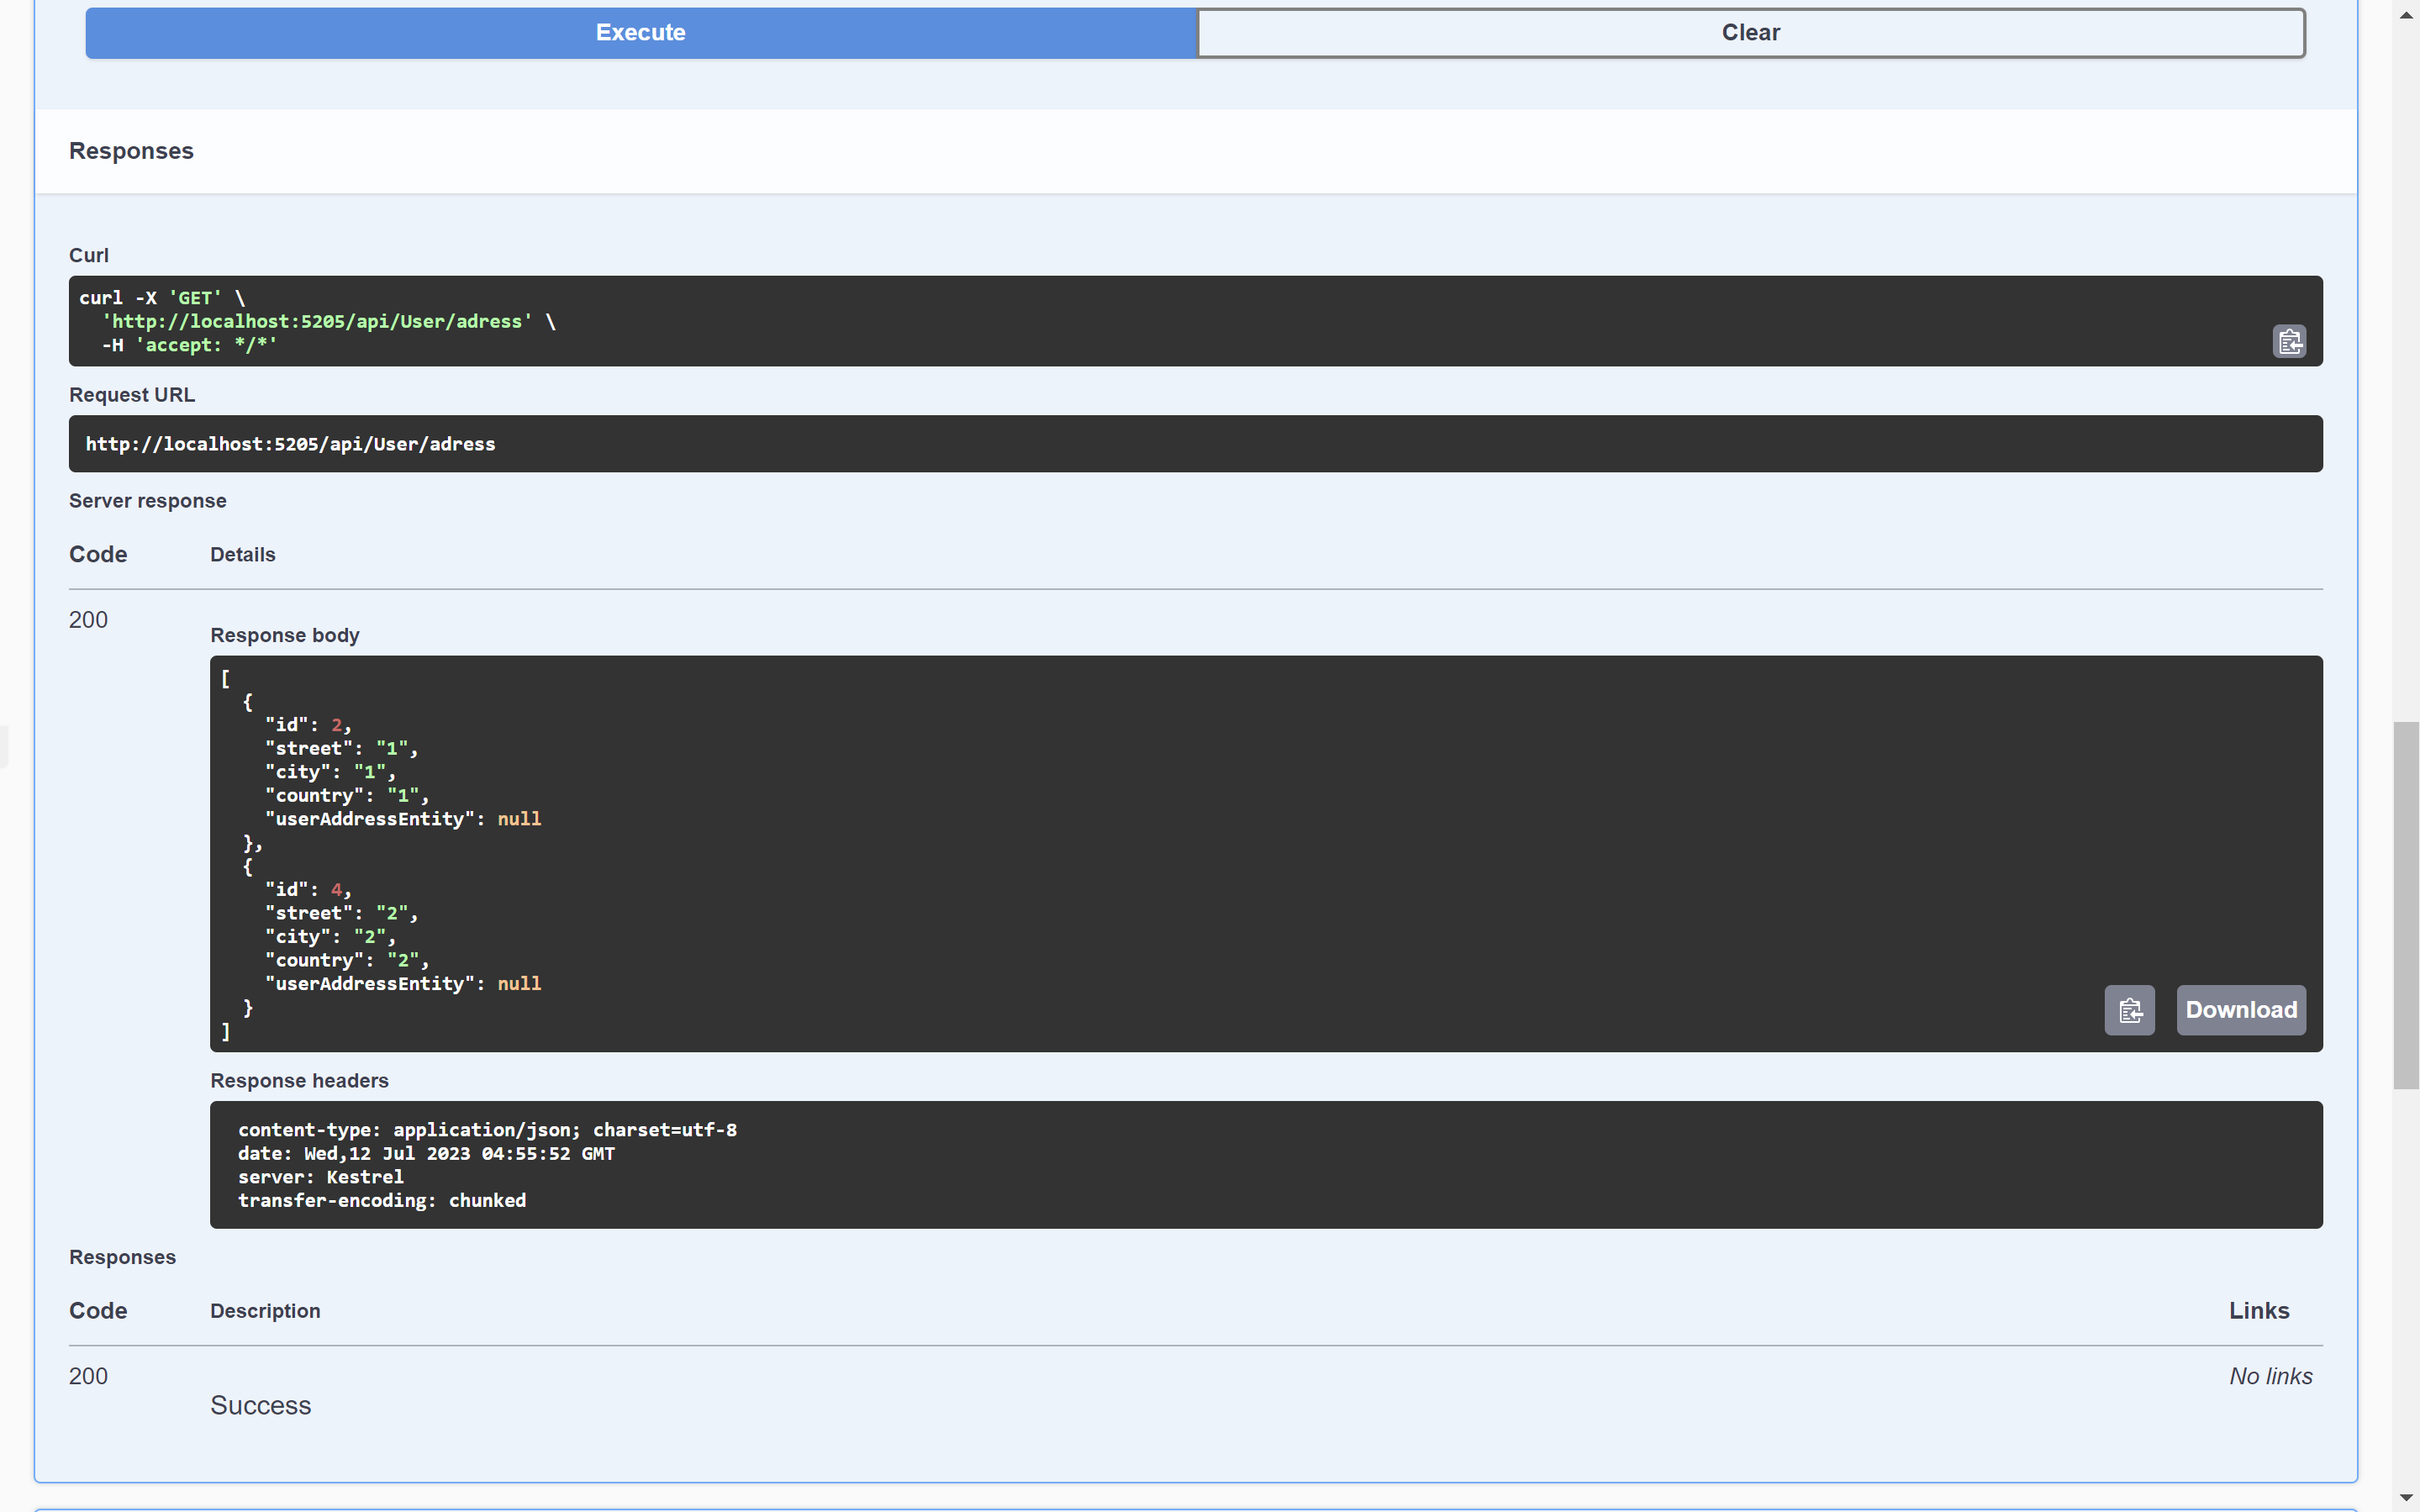 Execute
Clear
Responses
Curl
curl -X 'GET' \
  'http://localhost:5205/api/User/adress' \
  -H 'accept: */*'
Request URL
http://localhost:5205/api/User/adress
Server response
Code Details
200
Response body
[
  {
    "id": 2,
    "street": "1",
    "city": "1",
    "country": "1",
    "userAddressEntity": null
  },
  {
    "id": 4,
    "street": "2",
    "city": "2",
    "country": "2",
    "userAddressEntity": null
  }
]
Download
Response headers
content-type: application/json; charset=utf-8
date: Wed,12 Jul 2023 04:55:52 GMT
server: Kestrel
transfer-encoding: chunked
Responses
Code Description Links
200 No links
Success